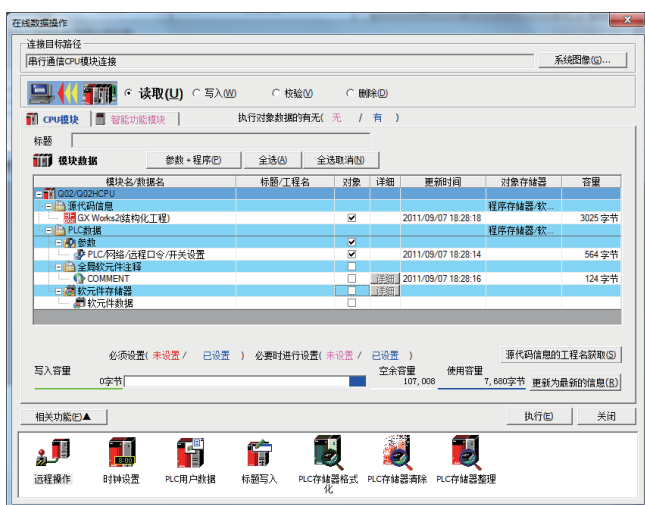 在线数据操作
连接目标路径
串行通信CPU模块连接
系统图像(G)...
读取(U) 写入(W) 校验(V) 删除(D)
CPU模块 智能功能模块 执行对象数据的有无( 无 / 有 )
标题
模块数据 参数+程序(P) 全选(A) 全选取消(N)
模块名/数据名 标题/工程名 对象 详细 更新时间 对象存储器 容量
Q02/Q02HCPU
源代码信息 程序存储器/软...
GX Works2(结构化工程) 2011/09/07 18:28:18 3025 字节
PLC数据 程序存储器/软...
参数
PLC/网络/远程口令/开关设置 2011/09/07 18:28:14 564 字节
全局软元件注释
COMMENT 详细 2011/09/07 18:28:16 124 字节
软元件存储器 详细
软元件数据
必须设置( 未设置 / 已设置 ) 必要时进行设置( 未设置 / 已设置 ) 源代码信息的工程名获取(S)
写入容量 空余容量 使用容量
0字节 107,008 7,680字节 更新为最新的信息(R)
相关功能(F)▲ 执行(E) 关闭
远程操作 时钟设置 PLC用户数据 标题写入 PLC存储器格式化 PLC存储器清除 PLC存储器整理